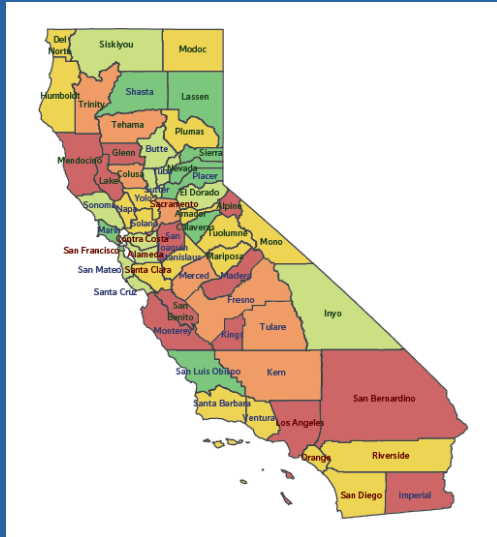 Del
Norte
Siskiyou
Modoc
Humboldt
Trinity
Shasta
Lassen
Tehama
Plumas
Mendocino
Glenn
Butte
Sierra
Lake
Colusa
Yuba
Nevada
Placer
Sutter
El Dorado
Sonoma
Napa
Yolo
Sacramento
Alpine
Amador
Marin
Solano
Calaveras
Tuolumne
Mono
Contra Costa
San
Joaquin
San Francisco
Alameda
Stanislaus
Mariposa
San Mateo
Santa Clara
Merced
Madera
Santa Cruz
Fresno
San
Benito
Inyo
Monterey
Kings
Tulare
San Luis Obispo
Kern
San Bernardino
Santa Barbara
Ventura
Los Angeles
Orange
Riverside
San Diego
Imperial